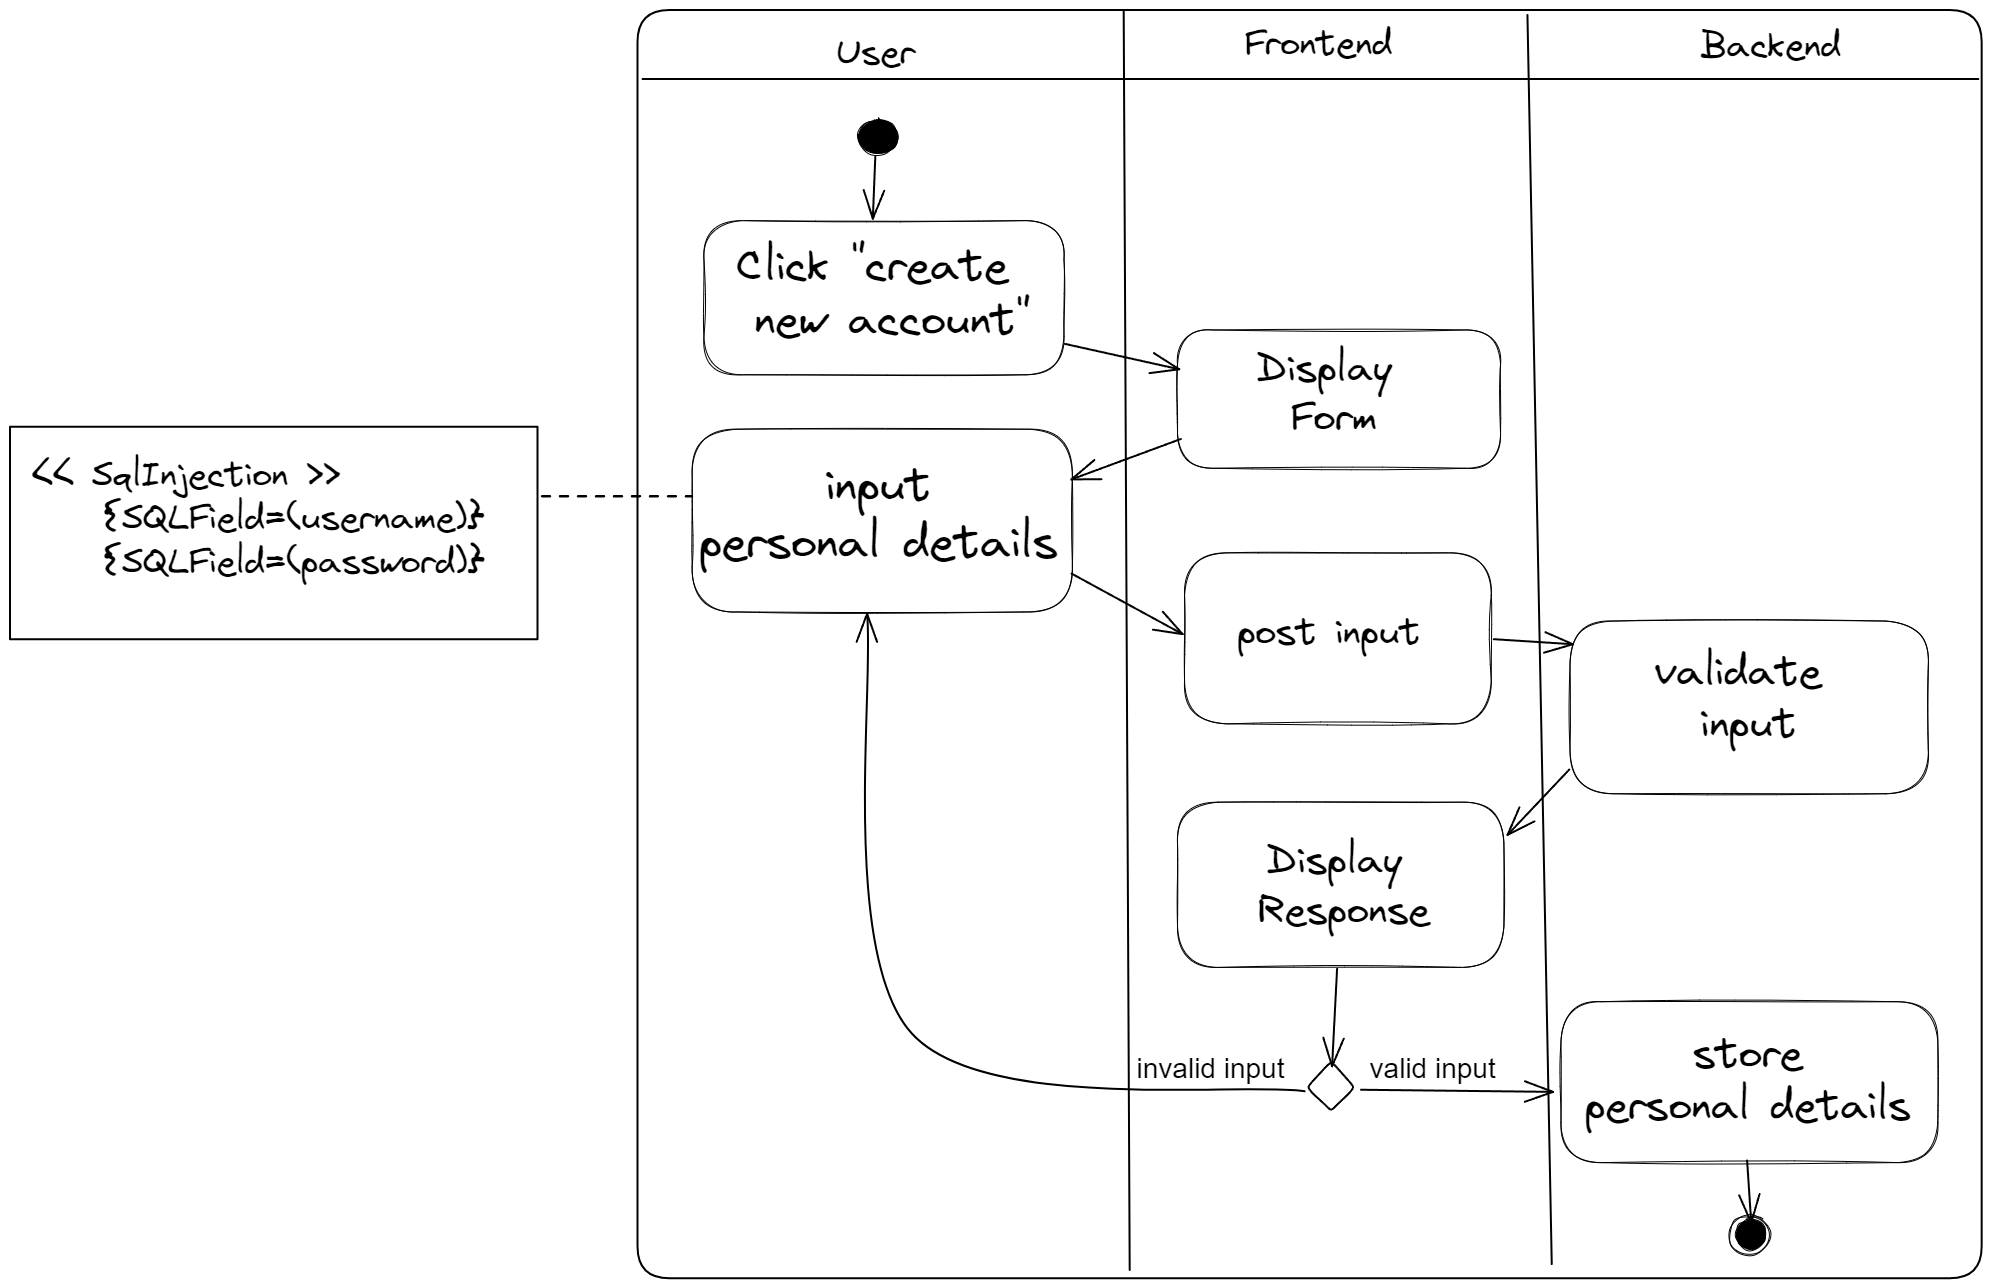 User
Frontend
Backend
Click "create
new account"
Display
Form
<< SqlInjection >>
{SQLField=(username)}
{SQLField=(password)}
input
personal details
post input
validate
input
Display
Response
invalid input
valid input
store
personal details